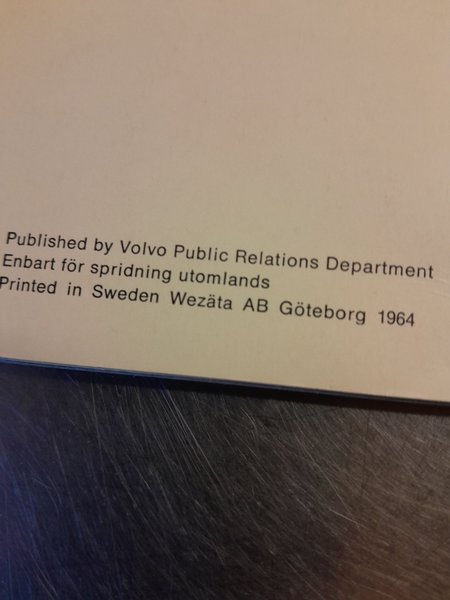 Published by Volvo Public Relations Department
Enbart för spridning utomlands
Printed in Sweden Wezäta AB Göteborg 1964